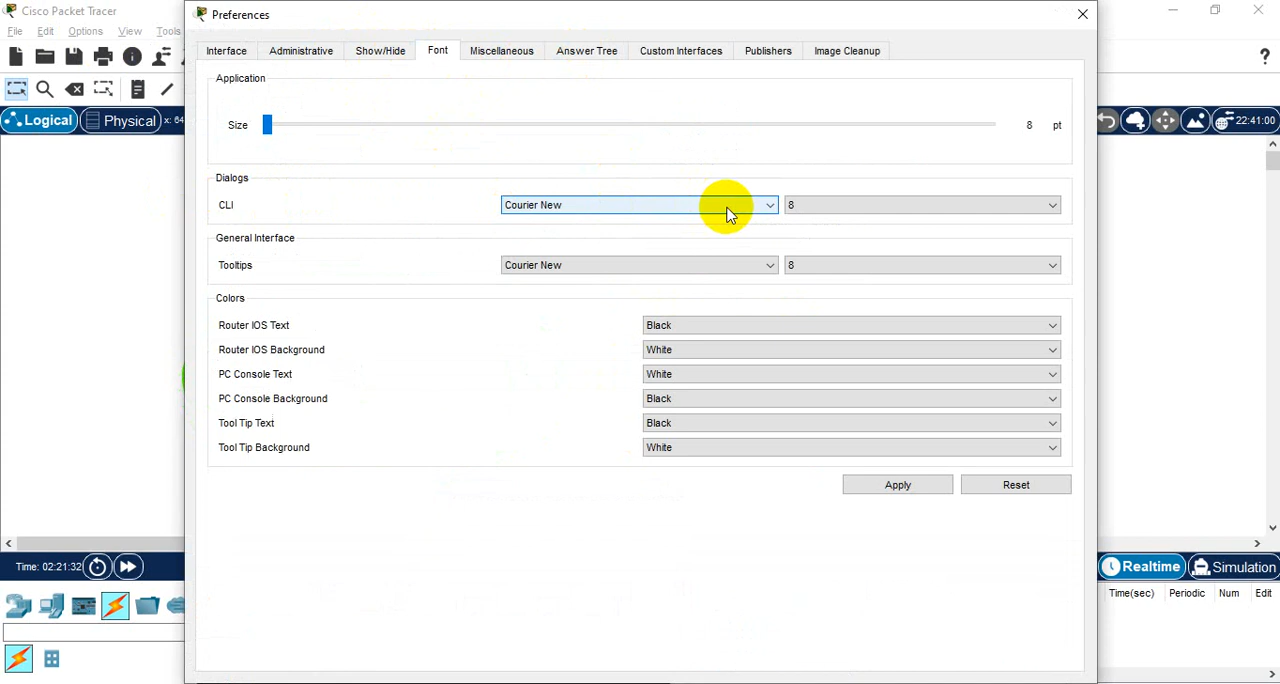 Cisco Packet Tracer
Preferences
File Edit Options View Tools
Interface Administrative Show/Hide Font Miscellaneous Answer Tree Custom Interfaces Publishers Image Cleanup
?
Application
Size 8 pt
Logical Physical x: 64
22:41:00
Dialogs
CLI Courier New 8
General Interface
Tooltips Courier New 8
Colors
Router IOS Text Black
Router IOS Background White
PC Console Text White
PC Console Background Black
Tool Tip Text Black
Tool Tip Background White
Apply Reset
Time: 02:21:32
Realtime Simulation
Time(sec) Periodic Num Edit